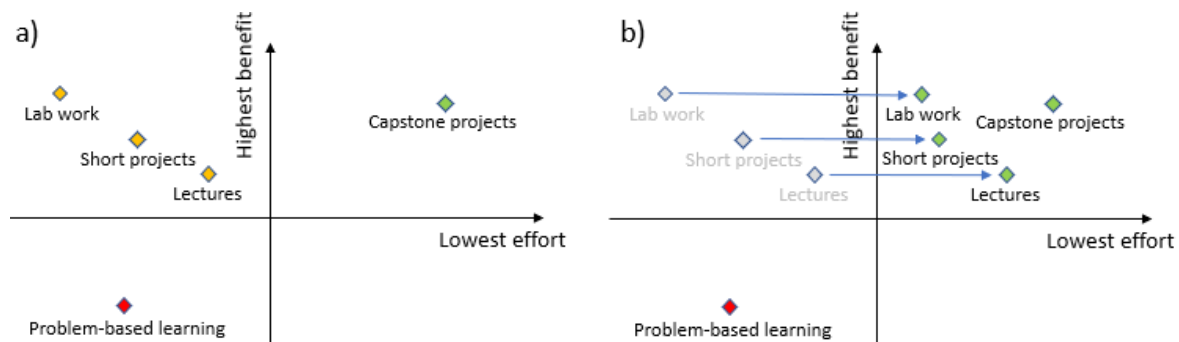 a)
Highest benefit
Lab work
Capstone projects
Short projects
Lectures
Lowest effort
Problem-based learning
b)
Highest benefit
Lab work
Lab work
Capstone projects
Short projects
Short projects
Lectures
Lectures
Lowest effort
Problem-based learning